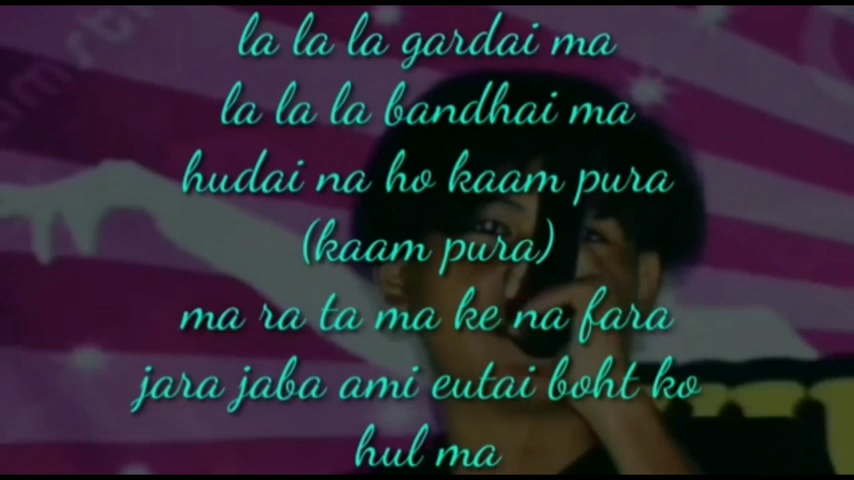 la la la gardai ma
la la la bandhai ma
hudai na ho kaam pura
(kaam pura)
ma ra ta ma ke na fara
jara jaba ami eutai boht ko
hul ma